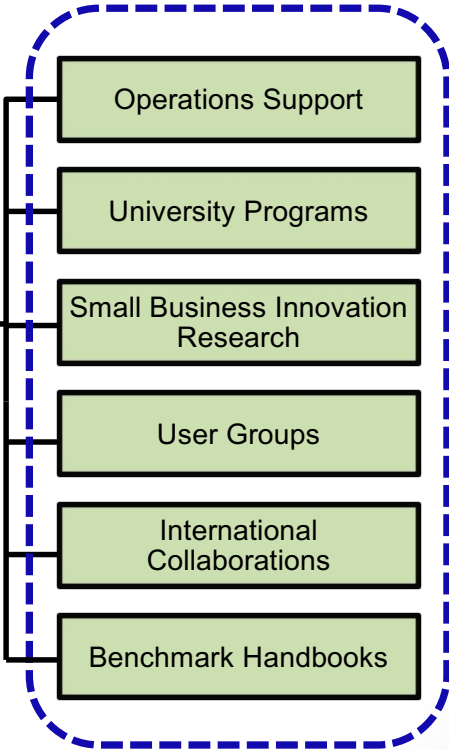 Operations Support
University Programs
Small Business Innovation
Research
User Groups
International
Collaborations
Benchmark Handbooks